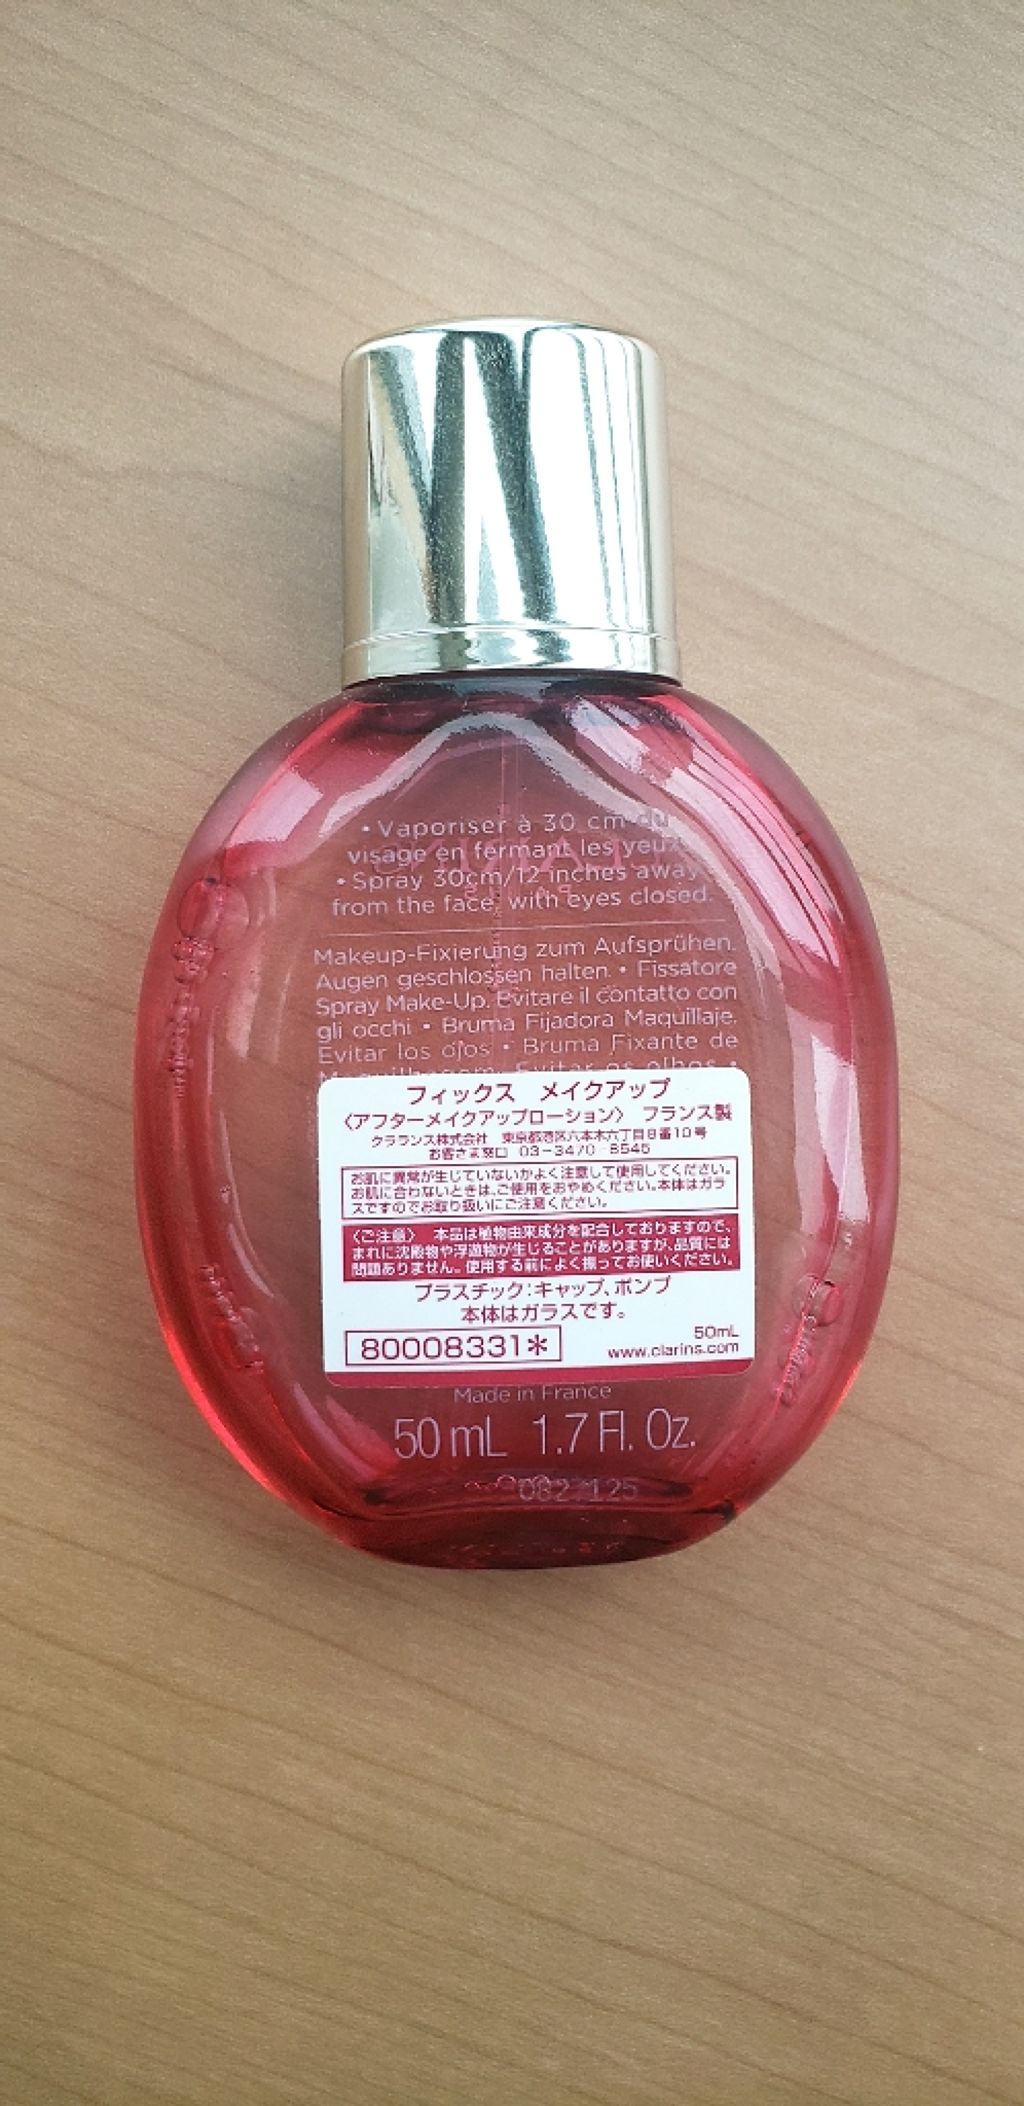 • Vaporiser à 30 cm du
visage en fermant les yeux.
• Spray 30cm/12 inches away
from the face, with eyes closed.
Makeup-Fixierung zum Aufsprühen.
Augen geschlossen halten. • Fissatore
Spray Make-Up. Evitare il contatto con
gli occhi • Bruma Fijadora Maquillaje.
Evitar los ojos • Bruma Fixante de
フィックス メイクアップ
〈アフターメイクアップローション〉 フランス製
クラランス株式会社 東京都港区六本木六丁目8番10号
お客さま窓口 03-3470-8545
お肌に異常が生じていないかよく注意して使用してください。
お肌に合わないときは、ご使用をおやめください。本体はガラ
スですのでお取り扱いにご注意ください。
〈ご注意〉 本品は植物由来成分を配合しておりますので、
まれに沈殿物や浮遊物が生じることがありますが、品質には
問題ありません。使用する前によく振ってお使いください。
プラスチック：キャップ、ポンプ
本体はガラスです。
80008331*
50mL
www.clarins.com
Made in France
50 mL 1.7 Fl. Oz.